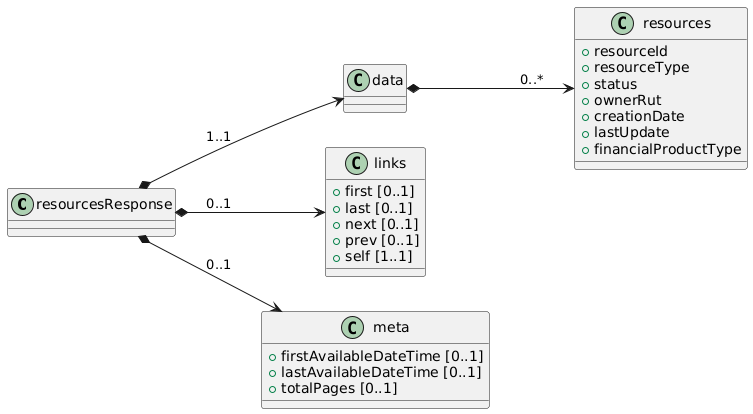 C resources
resourceId
resourceType
status
ownerRut
creationDate
lastUpdate
financialProductType
C data
0..*
1..1
C links
first [0..1]
last [0..1]
next [0..1]
prev [0..1]
self [1..1]
C resourcesResponse
0..1
0..1
C meta
firstAvailableDateTime [0..1]
lastAvailableDateTime [0..1]
totalPages [0..1]